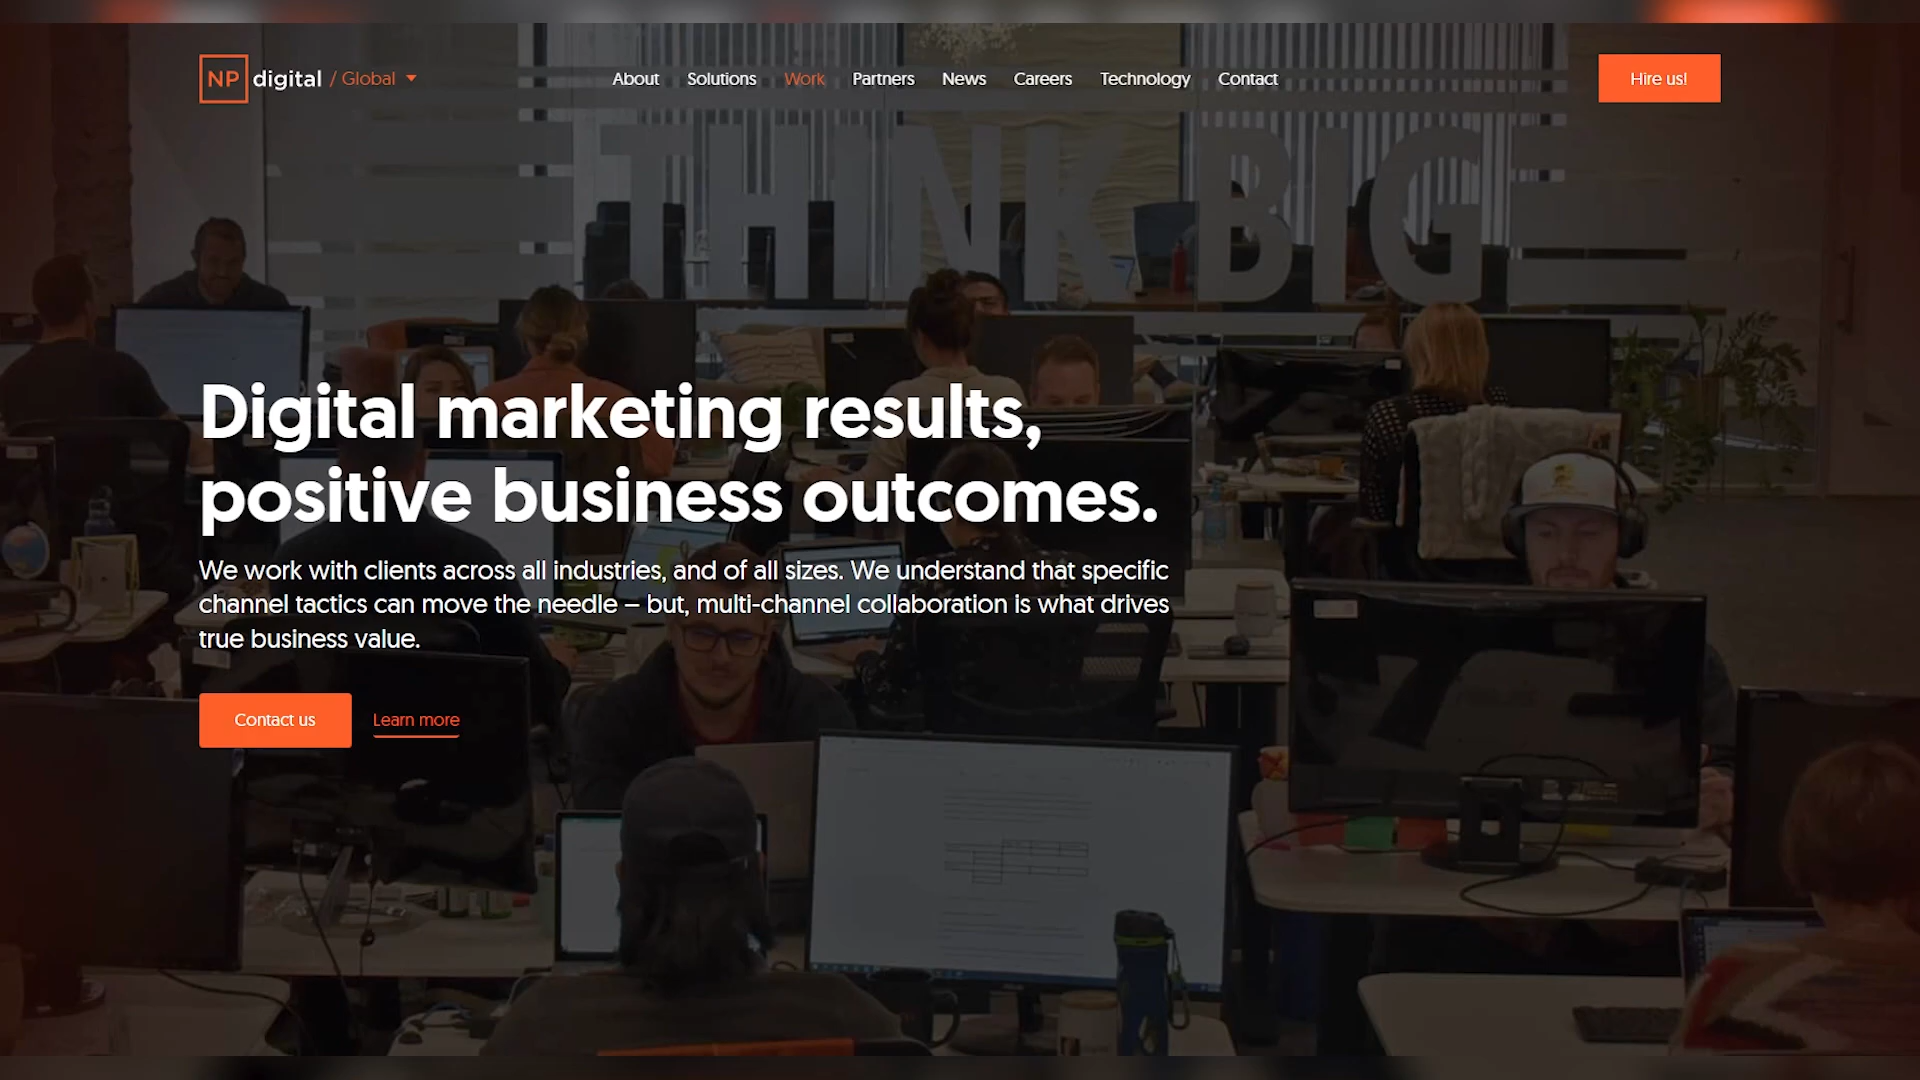 NP digital / Global
About Solutions Work Partners News Careers Technology Contact
Hire us!
THINK BIG
Digital marketing results,
positive business outcomes.
We work with clients across all industries, and of all sizes. We understand that specific
channel tactics can move the needle – but, multi-channel collaboration is what drives
true business value.
Contact us
Learn more